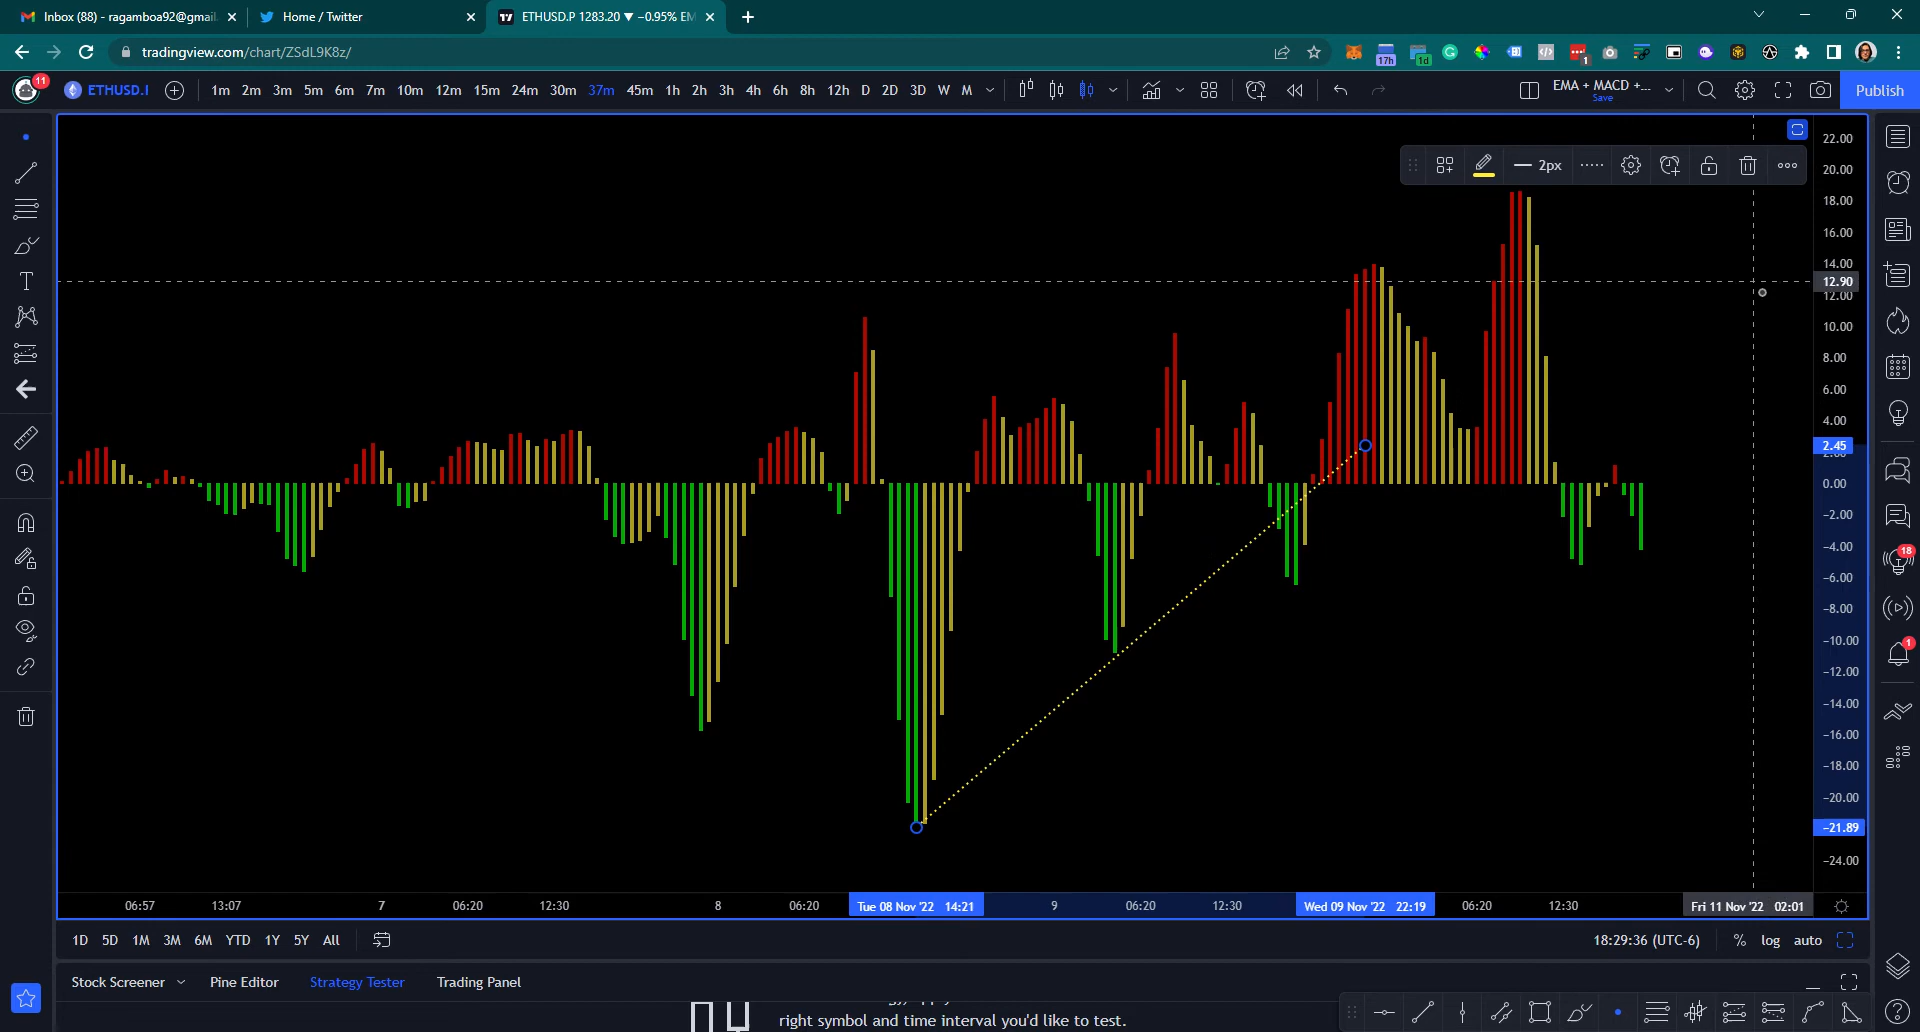 Inbox (88) - ragamboa92@gmail.
Home / Twitter
ETHUSD.P 1283.20 ▼ −0.95% EM
tradingview.com/chart/ZSdL9K8z/
17h
1d
1
11
ETHUSD.I
1m 2m 3m 5m 6m 7m 10m 12m 15m 24m 30m 37m 45m 1h 2h 3h 4h 6h 8h 12h D 2D 3D W M
EMA + MACD +...
Save
Publish
2px
22.00
20.00
18.00
16.00
14.00
12.90
12.00
10.00
8.00
6.00
4.00
2.45
2.00
0.00
−2.00
−4.00
−6.00
−8.00
−10.00
−12.00
−14.00
−16.00
−18.00
−20.00
−21.89
−24.00
18
1
06:57 13:07 7 06:20 12:30 8 06:20 Tue 08 Nov '22 14:21 9 06:20 12:30 Wed 09 Nov '22 22:19 06:20 12:30 Fri 11 Nov '22 02:01
1D 5D 1M 3M 6M YTD 1Y 5Y All
18:29:36 (UTC-6) % log auto
Stock Screener Pine Editor Strategy Tester Trading Panel
right symbol and time interval you'd like to test.